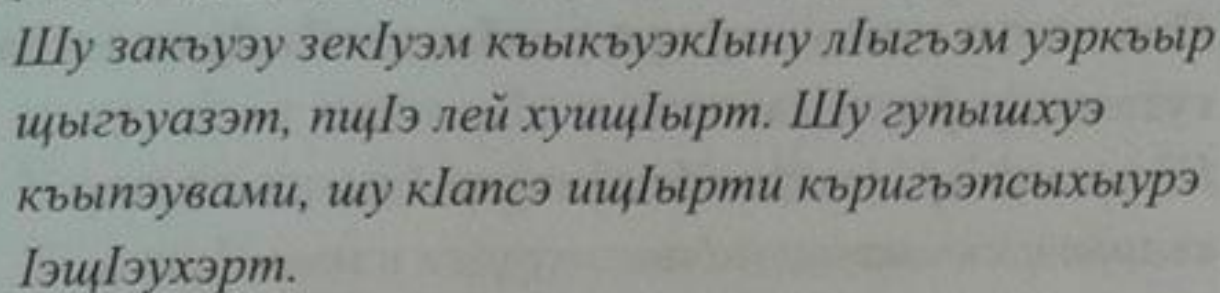 Шу закъуэу зекӀуэм къыкъуэкӀыну лӀыгъэм уэркъыр
щыгъуазэт, пщӀэ лей хуищӀырт. Шу гупышхуэ
къыпэувами, шу кӀапсэ ищӀырти къригъэпсыхыурэ
ӀэщӀэухэрт.